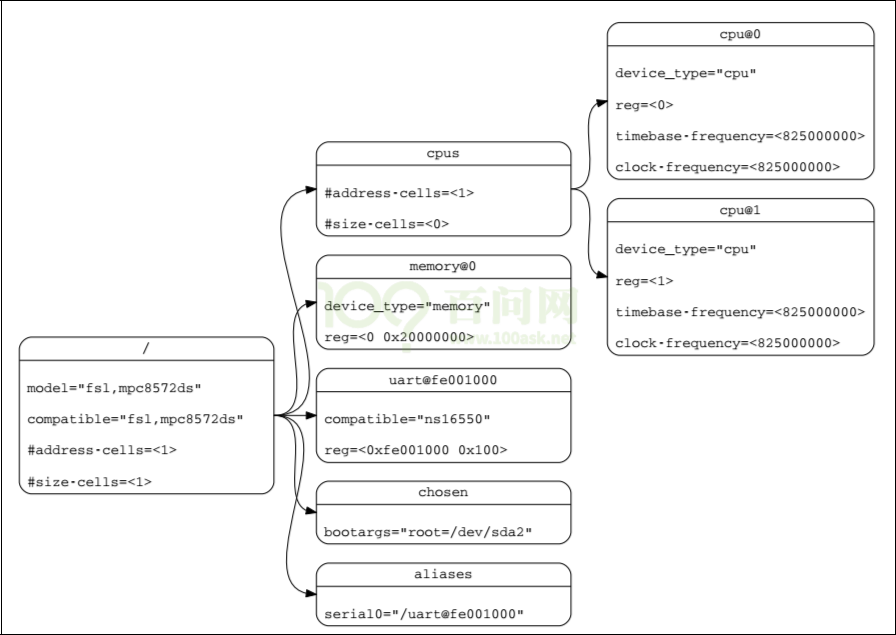 /
model="fsl,mpc8572ds"
compatible="fsl,mpc8572ds"
#address-cells=<1>
#size-cells=<1>
cpus
#address-cells=<1>
#size-cells=<0>
memory@0
device_type="memory"
reg=<0 0x20000000>
uart@fe001000
compatible="ns16550"
reg=<0xfe001000 0x100>
chosen
bootargs="root=/dev/sda2"
aliases
serial0="/uart@fe001000"
cpu@0
device_type="cpu"
reg=<0>
timebase-frequency=<825000000>
clock-frequency=<825000000>
cpu@1
device_type="cpu"
reg=<1>
timebase-frequency=<825000000>
clock-frequency=<825000000>
百问网
www.100ask.net